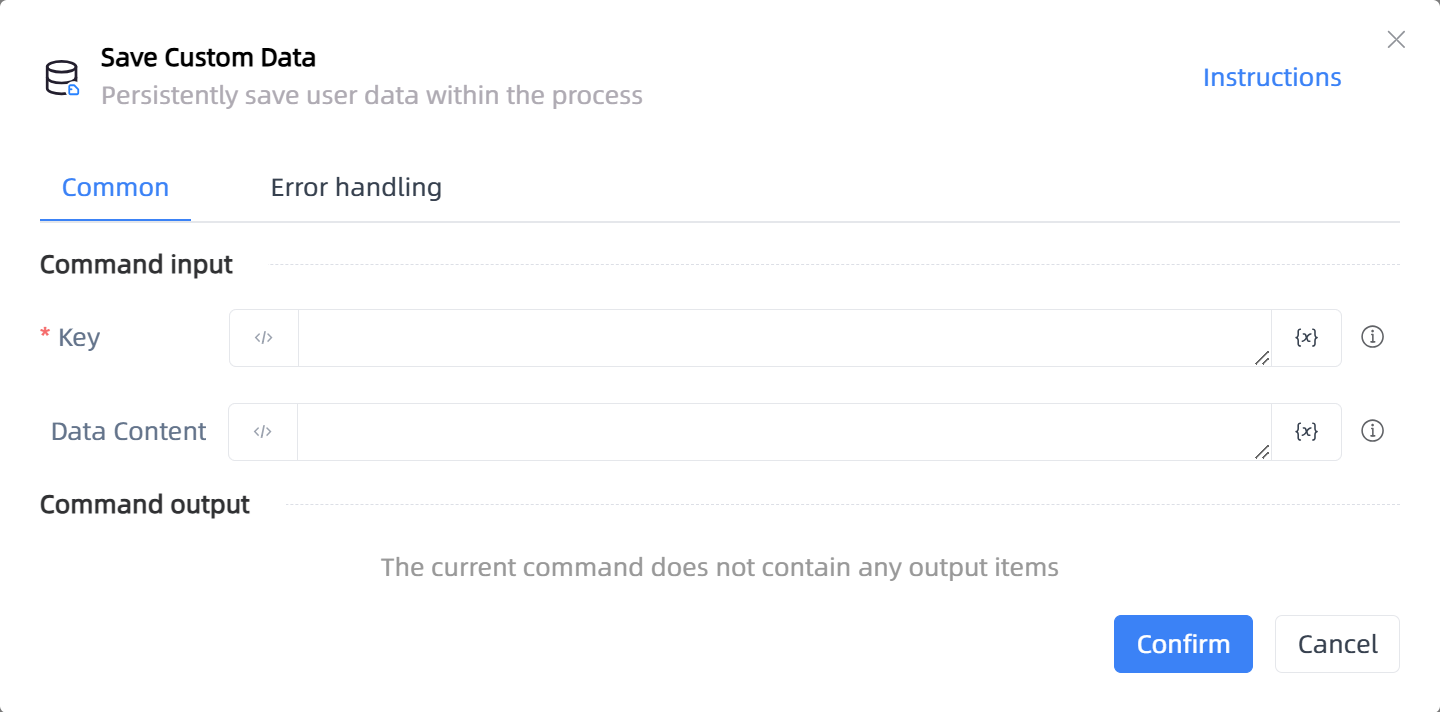 Save Custom Data
Persistently save user data within the process
Instructions
Common
Error handling
Command input
* Key
</>
{x}
Data Content
</>
{x}
Command output
The current command does not contain any output items
Confirm
Cancel